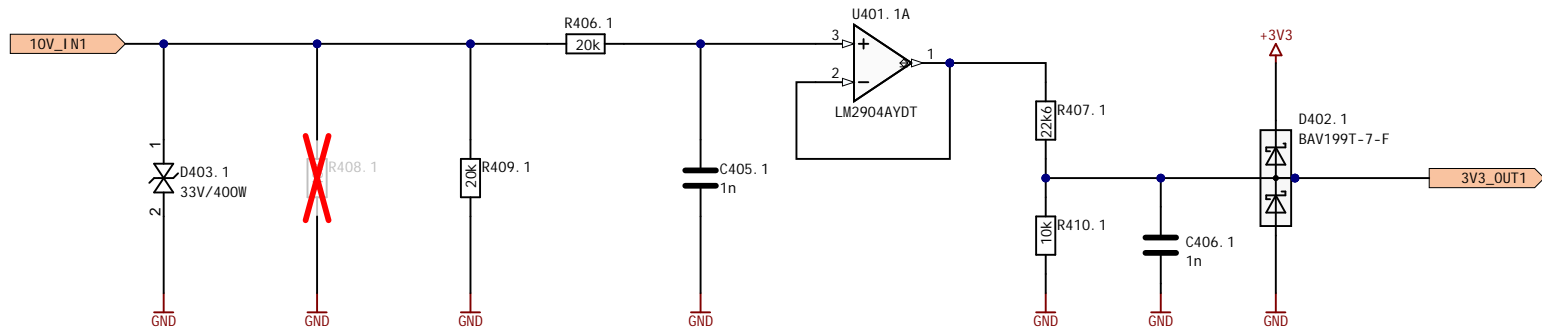 10V_IN1
D403.1
33V/400W
1
2
GND
R408.1
GND
20k
R409.1
GND
R406.1
20k
C405.1
1n
GND
U401.1A
3
2
1
LM2904AYDT
22k6
R407.1
10k
R410.1
GND
C406.1
1n
GND
+3V3
D402.1
BAV199T-7-F
GND
3V3_OUT1